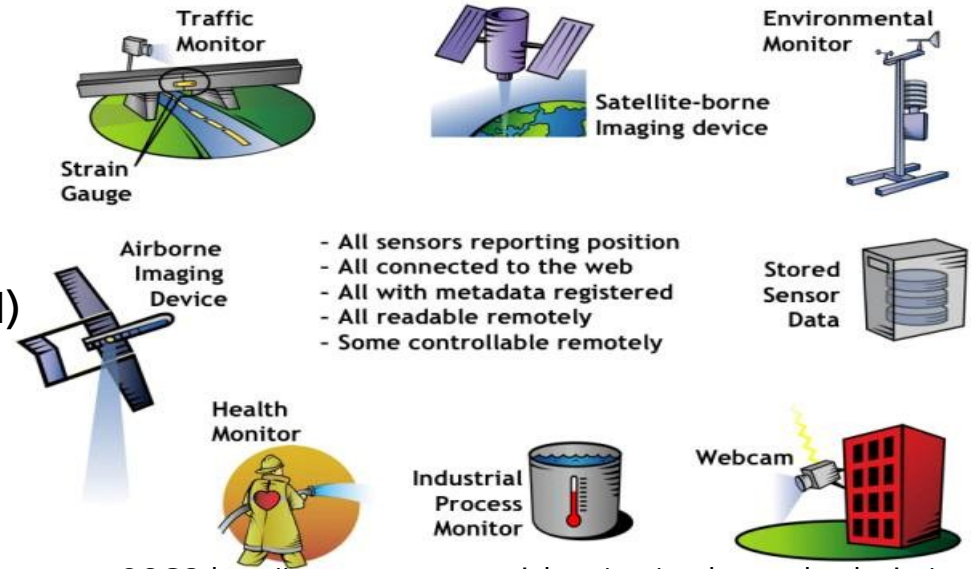 Traffic
Monitor
Strain
Gauge
Satellite-borne
Imaging device
Environmental
Monitor
Airborne
Imaging
Device
- All sensors reporting position
- All connected to the web
- All with metadata registered
- All readable remotely
- Some controllable remotely
Stored
Sensor
Data
Health
Monitor
Industrial
Process
Monitor
Webcam